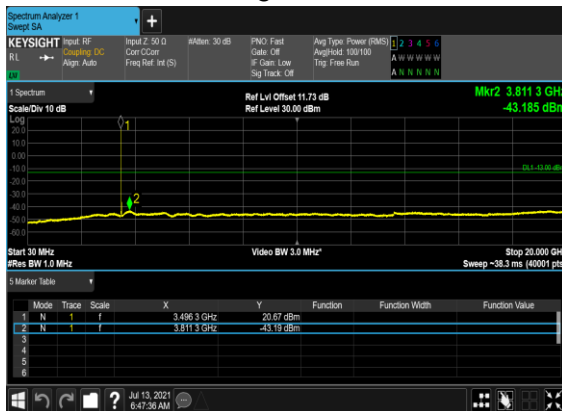 Spectrum Analyzer 1
Swept SA
KEYSIGHT Input: RF Input Z: 50 Ω #Atten: 30 dB PNO: Fast Avg Type: Power (RMS) 1 2 3 4 5 6
RL Coupling: DC Corr CCorr Gate: Off Avg|Hold: 100/100 A W W W W W
Align: Auto Freq Ref: Int (S) IF Gain: Low Trig: Free Run
Sig Track: Off A N N N N N
1 Spectrum Ref Lvl Offset 11.73 dB Mkr2 3.811 3 GHz
Scale/Div 10 dB Ref Level 30.00 dBm -43.185 dBm
Log
20.0
1
10.0
0.00
-10.0 DL1 -13.00 dBm
-20.0
-30.0
-40.0 2
-50.0
-60.0
Start 30 MHz Video BW 3.0 MHz* Stop 20.000 GHz
#Res BW 1.0 MHz Sweep ~38.3 ms (40001 pts)
5 Marker Table
Mode Trace Scale X Y Function Function Width Function Value
1 N 1 f 3.496 3 GHz 20.67 dBm
2 N 1 f 3.811 3 GHz -43.19 dBm
3
4
5
6
? Jul 13, 2021
6:47:36 AM